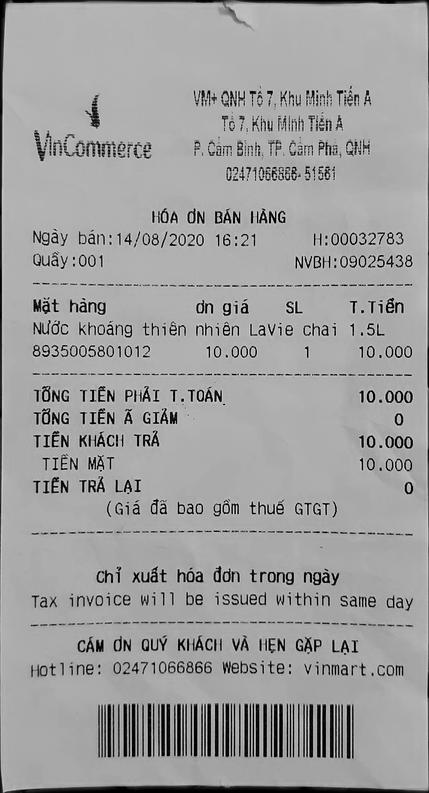 VinCommerce
VM+ QNH Tổ 7, Khu Minh Tiến A
Tổ 7, Khu Minh Tiến A
P. Cẩm Bình, TP. Cẩm Phả, QNH
02471066866-51561
HÓA ƠN BÁN HÀNG
Ngày bán:14/08/2020 16:21 H:00032783
Quầy:001 NVBH:09025438
Mặt hàng ơn giá SL T.Tiền
Nước khoáng thiên nhiên LaVie chai 1.5L
8935005801012 10.000 1 10.000
TỔNG TIỀN PHẢI T.TOÁN 10.000
TỔNG TIỀN Ã GIẢM 0
TIỀN KHÁCH TRẢ 10.000
TIỀN MẶT 10.000
TIỀN TRẢ LẠI 0
(Giá đã bao gồm thuế GTGT)
Chỉ xuất hóa đơn trong ngày
Tax invoice will be issued within same day
CÁM ƠN QUÝ KHÁCH VÀ HẸN GẶP LẠI
Hotline: 02471066866 Website: vinmart.com